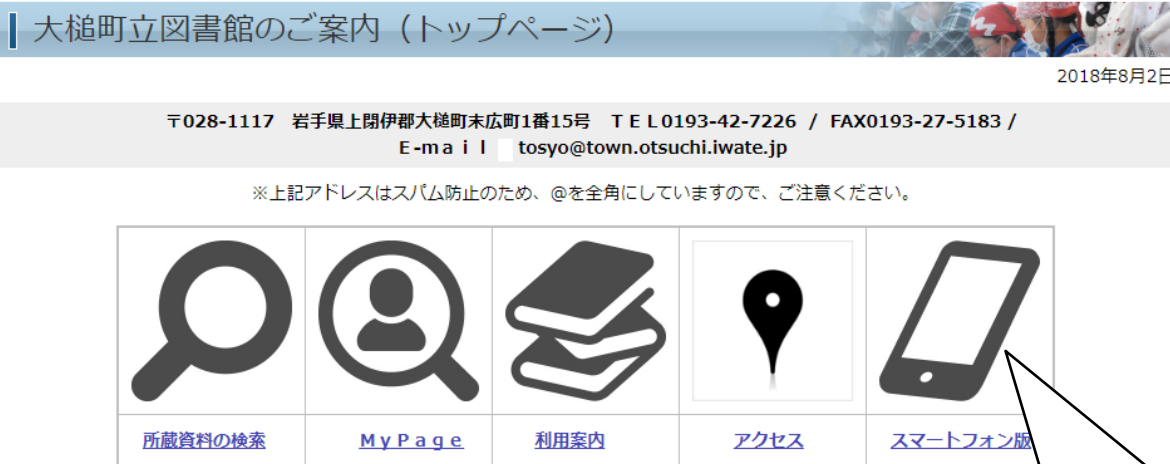 大槌町立図書館のご案内（トップページ）
2018年8月2日
〒028-1117　岩手県上閉伊郡大槌町末広町1番15号　ＴＥＬ0193-42-7226 / FAX0193-27-5183 /
E-ｍａｉｌ　tosyo@town.otsuchi.iwate.jp
※上記アドレスはスパム防止のため、@を全角にしていますので、ご注意ください。
所蔵資料の検索　ＭｙＰａｇｅ　利用案内　アクセス　スマートフォン版